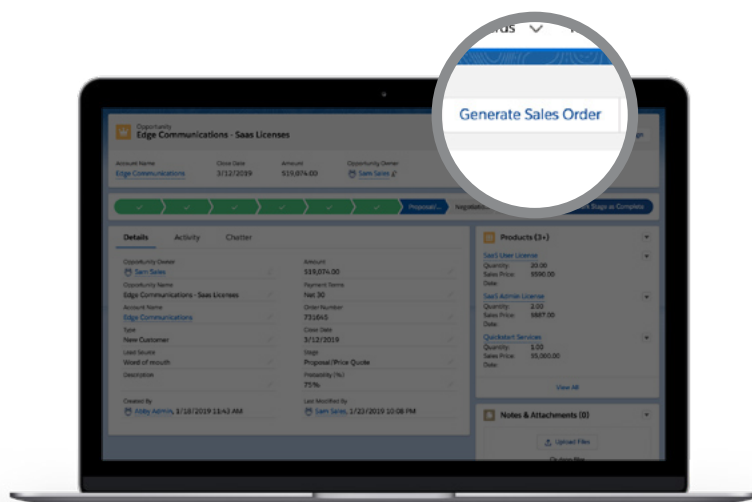 Generate Sales Order
Opportunity
Edge Communications - Saas Licenses
Account Name Close Date Amount Opportunity Owner
Edge Communications 3/12/2019 $19,074.00 Sam Sales
Proposal/... Stage as Complete
Details Activity Chatter
Opportunity Owner Amount
Sam Sales $19,074.00
Opportunity Name Payment Terms
Edge Communications - Saas Licenses Net 30
Account Name Order Number
Edge Communications 731645
Type Close Date
New Customer 3/12/2019
Lead Source Stage
Word of mouth Proposal/Price Quote
Description Probability (%)
75%
Created By Last Modified By
Abby Admin, 1/18/2019 11:43 AM Sam Sales, 1/23/2019 10:08 PM
Products (3+)
SaaS User License
Quantity: 20.00
Sales Price: $590.00
Date:
SaaS Admin License
Quantity: 2.00
Sales Price: $687.00
Date:
Quickstart Services
Quantity: 1.00
Sales Price: $5,000.00
Date:
View All
Notes & Attachments (0)
Upload Files